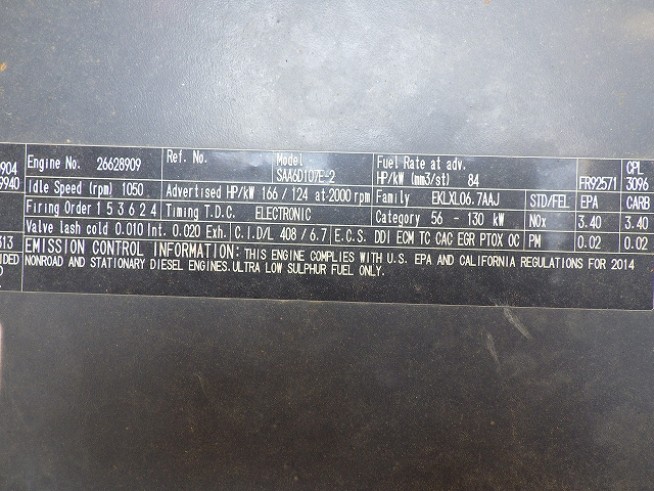 904 Engine No. 26628909 Ref. No. Model SAA6D107E-2 Fuel Rate at adv. HP/kW (mm3/st) 84 FR92571 CPL 3096
9940 Idle Speed (rpm) 1050 Advertised HP/kW 166 / 124 at 2000 rpm Family EKLXL06.7AAJ STD/FEL EPA CARB
Firing Order 1 5 3 6 2 4 Timing T.D.C. ELECTRONIC Category 56 - 130 kW NOx 3.40 3.40
Valve lash cold 0.010 Int. 0.020 Exh. C.I.D/L 408 / 6.7 E.C.S. DDI ECM TC CAC EGR PTOX OC PM 0.02 0.02
313 EMISSION CONTROL INFORMATION: THIS ENGINE COMPLIES WITH U.S. EPA AND CALIFORNIA REGULATIONS FOR 2014
IDED NONROAD AND STATIONARY DIESEL ENGINES. ULTRA LOW SULPHUR FUEL ONLY.